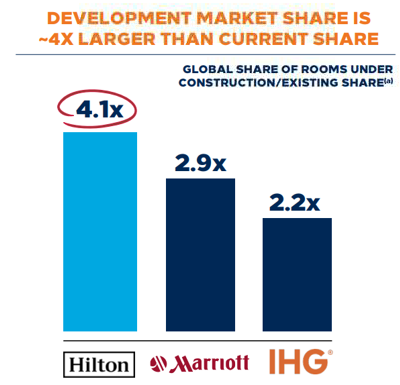 DEVELOPMENT MARKET SHARE IS
~4X LARGER THAN CURRENT SHARE
GLOBAL SHARE OF ROOMS UNDER
CONSTRUCTION/EXISTING SHARE(a)
4.1x
2.9x
2.2x
Hilton Marriott IHG®